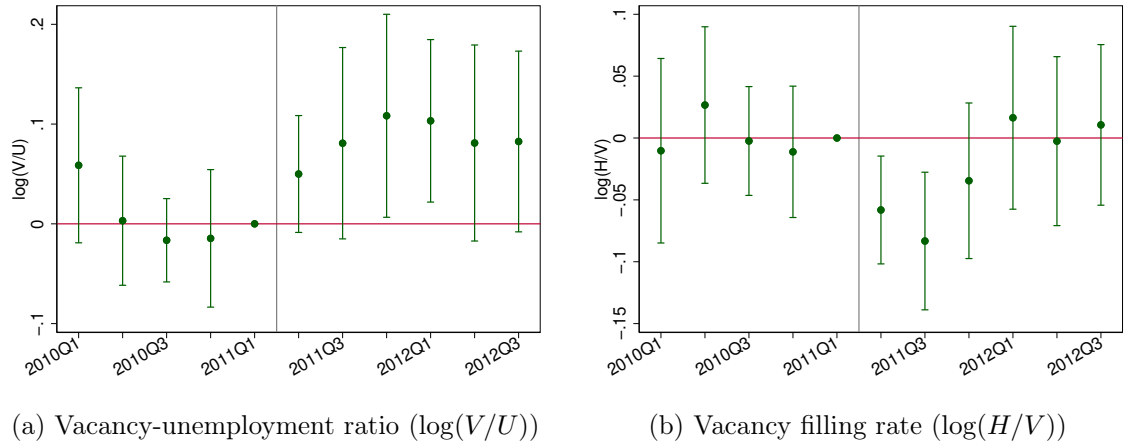 .2
.1
0
-.1
log(V/U)
2010Q1 2010Q3 2011Q1 2011Q3 2012Q1 2012Q3
(a) Vacancy-unemployment ratio (log(V/U))
.1
.05
0
-.05
-.1
-.15
log(H/V)
2010Q1 2010Q3 2011Q1 2011Q3 2012Q1 2012Q3
(b) Vacancy filling rate (log(H/V))